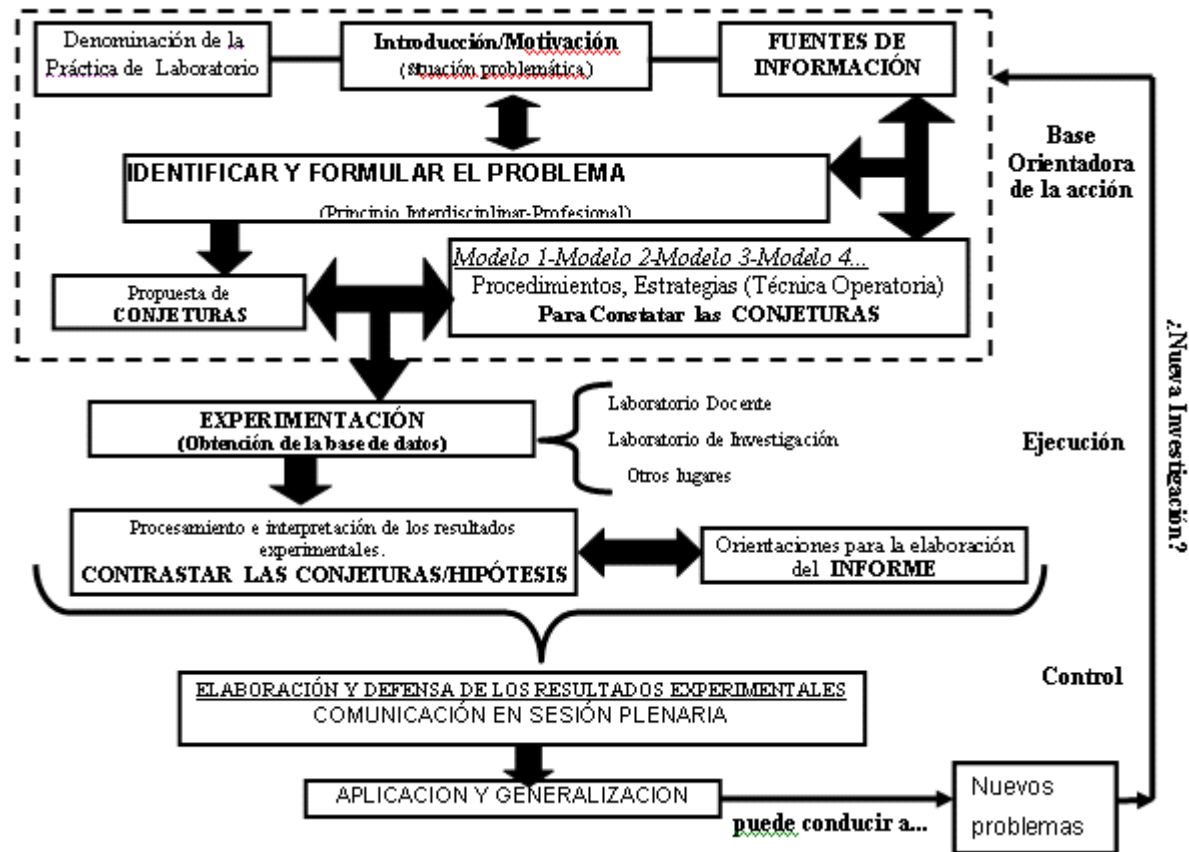 Denominación de la
Práctica de Laboratorio
Introducción/Motivación
(Situación problemática)
FUENTES DE
INFORMACIÓN
IDENTIFICAR Y FORMULAR EL PROBLEMA
(Principio Interdisciplinar-Profesional)
Base
Orientadora
de la acción
Propuesta de
CONJETURAS
Modelo 1-Modelo 2-Modelo 3-Modelo 4...
Procedimientos, Estrategias (Técnica Operatoria)
Para Constatar las CONJETURAS
EXPERIMENTACIÓN
(Obtención de la base de datos)
Laboratorio Docente
Laboratorio de Investigación
Otros lugares
Ejecución
¿Nueva Investigación?
Procesamiento e interpretación de los resultados
experimentales.
CONTRASTAR LAS CONJETURAS/HIPÓTESIS
Orientaciones para la elaboración
del INFORME
Control
ELABORACIÓN Y DEFENSA DE LOS RESULTADOS EXPERIMENTALES
COMUNICACIÓN EN SESIÓN PLENARIA
APLICACION Y GENERALIZACION
puede conducir a...
Nuevos
problemas